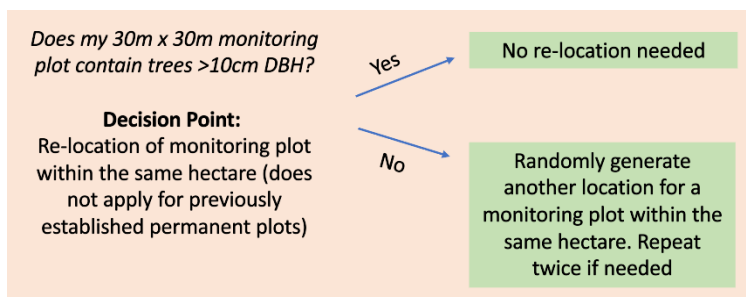 Does my 30m x 30m monitoring
plot contain trees >10cm DBH?
Decision Point:
Re-location of monitoring plot
within the same hectare (does
not apply for previously
established permanent plots)
Yes
No re-location needed
No
Randomly generate
another location for a
monitoring plot within the
same hectare. Repeat
twice if needed